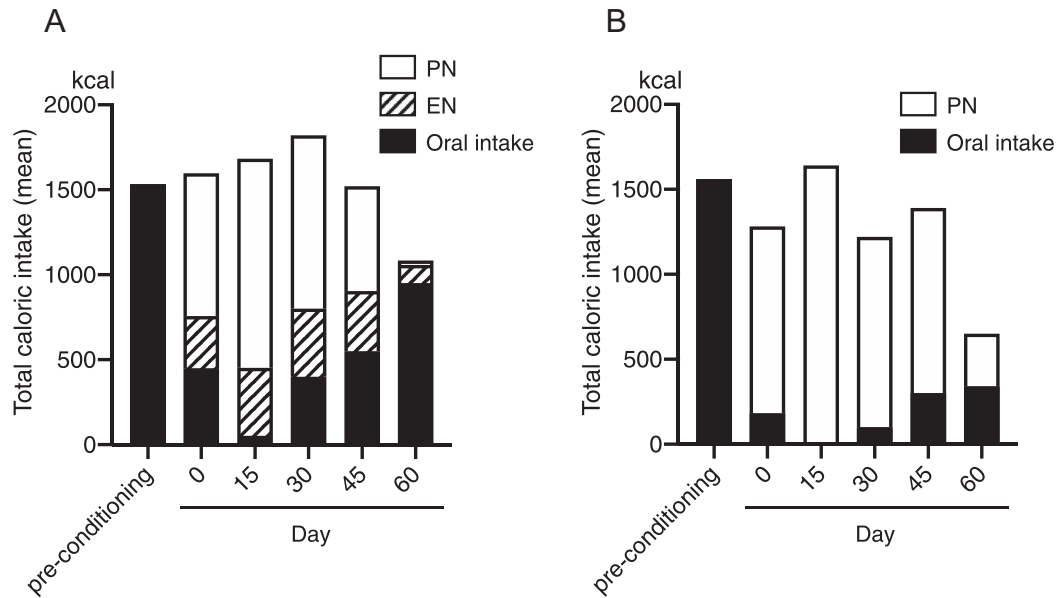 A
PN
EN
Oral intake
kcal
2000
1500
1000
500
0
Total caloric intake (mean)
pre-conditioning
0
15
30
45
60
Day
B
PN
Oral intake
kcal
2000
1500
1000
500
0
Total caloric intake (mean)
pre-conditioning
0
15
30
45
60
Day